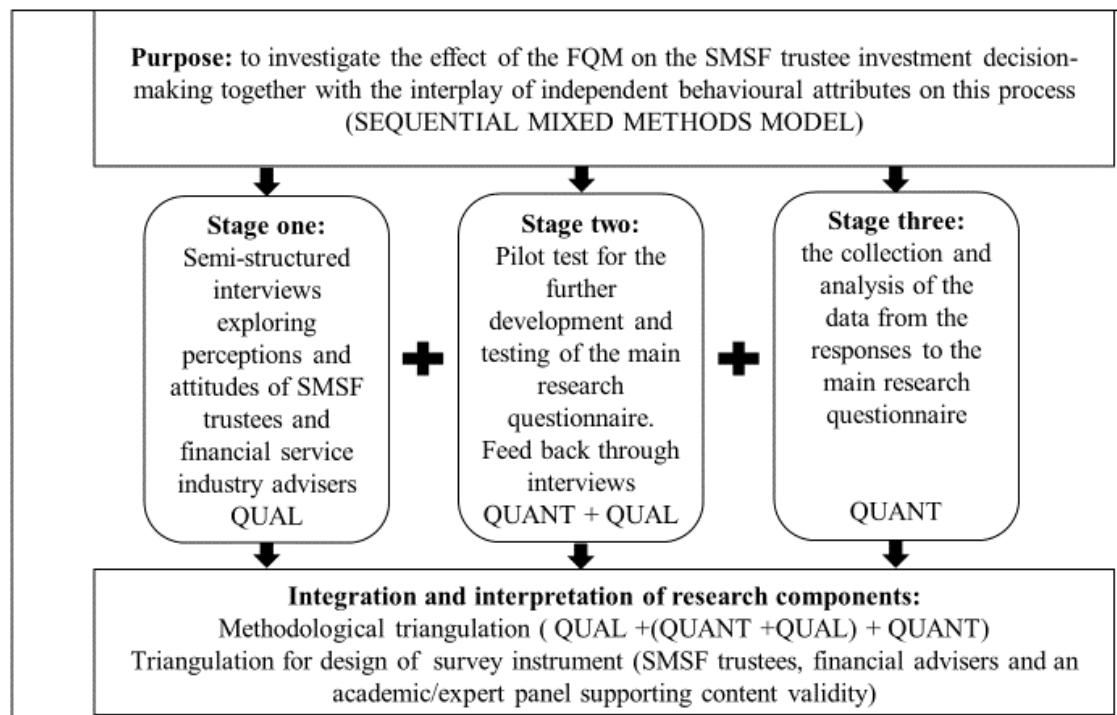 Purpose: to investigate the effect of the FQM on the SMSF trustee investment decision-
making together with the interplay of independent behavioural attributes on this process
(SEQUENTIAL MIXED METHODS MODEL)
Stage one:
Semi-structured
interviews
exploring
perceptions and
attitudes of SMSF
trustees and
financial service
industry advisers
QUAL
Stage two:
Pilot test for the
further
development and
testing of the main
research
questionnaire.
Feed back through
interviews
QUANT + QUAL
Stage three:
the collection and
analysis of the
data from the
responses to the
main research
questionnaire
QUANT
Integration and interpretation of research components:
Methodological triangulation ( QUAL +(QUANT +QUAL) + QUANT)
Triangulation for design of survey instrument (SMSF trustees, financial advisers and an
academic/expert panel supporting content validity)